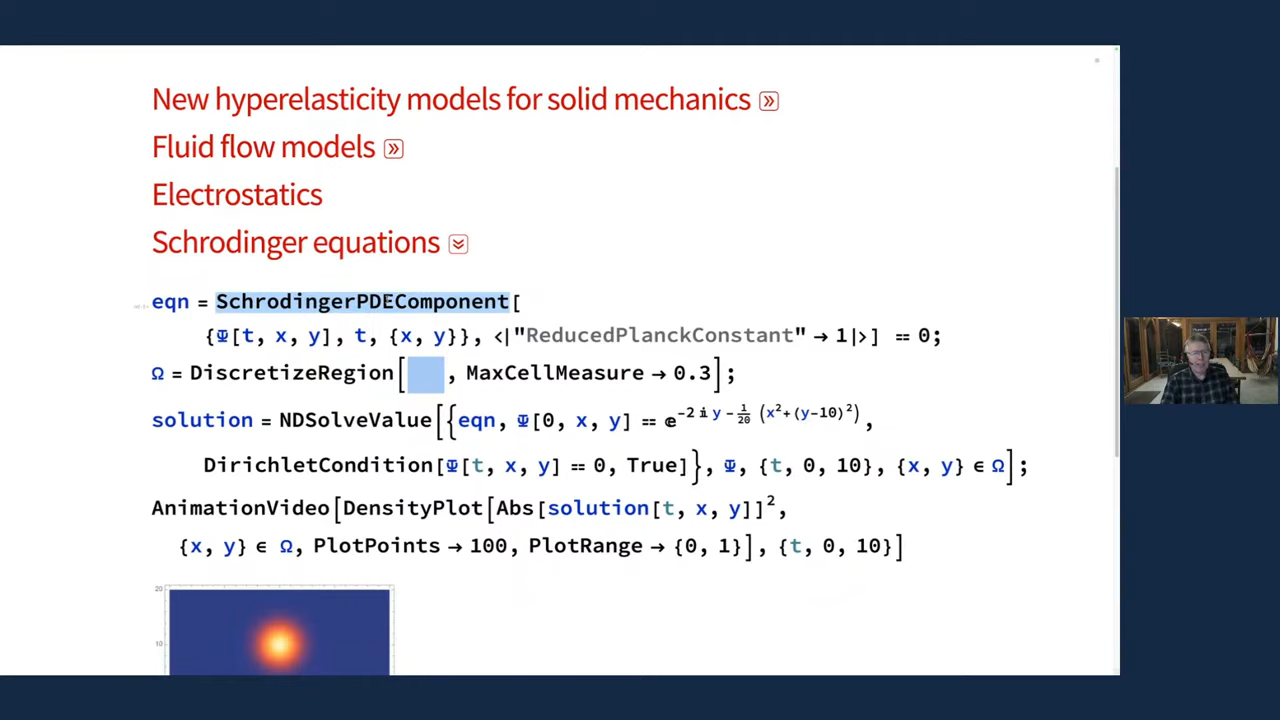 New hyperelasticity models for solid mechanics »
Fluid flow models »
Electrostatics
Schrodinger equations
eqn = SchrodingerPDEComponent[
{Ψ[t, x, y], t, {x, y}}, <|"ReducedPlanckConstant" → 1|>] == 0;
Ω = DiscretizeRegion[ , MaxCellMeasure → 0.3];
solution = NDSolveValue[{eqn, Ψ[0, x, y] == ⅇ^(-2 ⅈ y - 1/20 (x²+(y-10)²)),
DirichletCondition[Ψ[t, x, y] == 0, True]}, Ψ, {t, 0, 10}, {x, y} ∈ Ω];
AnimationVideo[DensityPlot[Abs[solution[t, x, y]]²,
{x, y} ∈ Ω, PlotPoints → 100, PlotRange → {0, 1}], {t, 0, 10}]
20
10